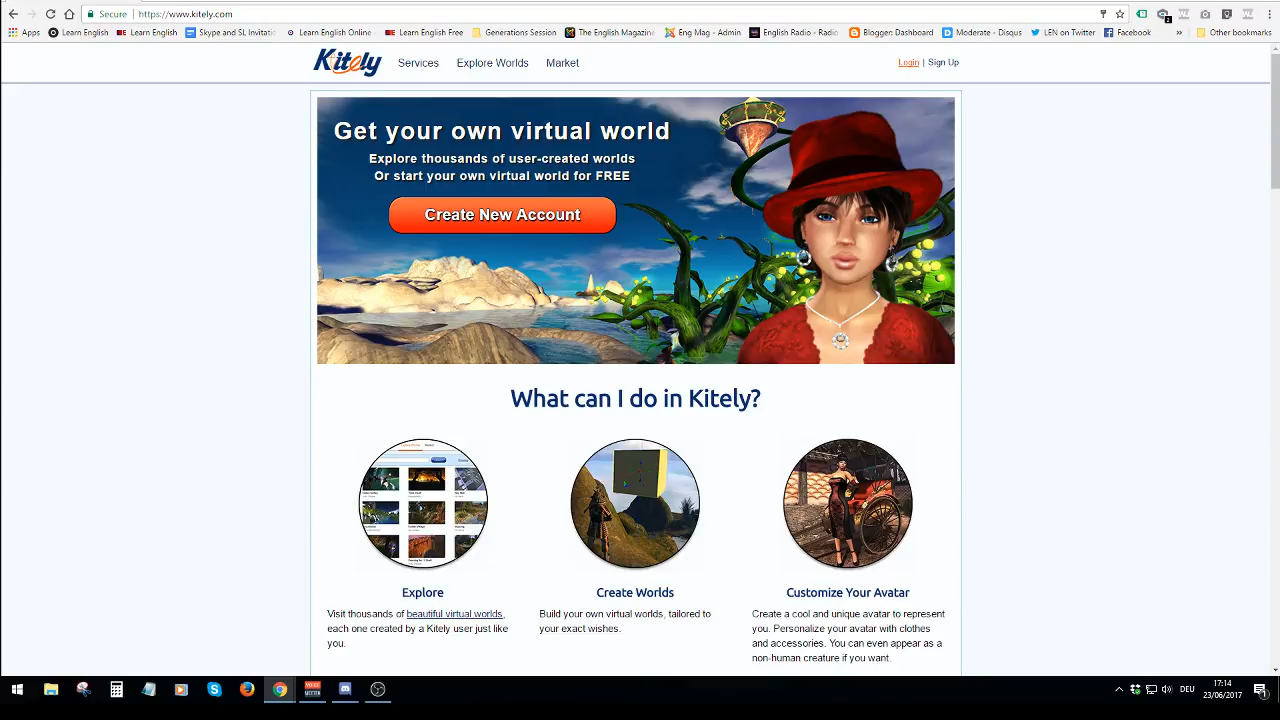 Secure
https://www.kitely.com
Apps
Learn English
Learn English
Skype and SL Invitati
Learn English Online
Learn English Free
Generations Session
The English Magazine
Eng Mag - Admin
English Radio - Radio
Blogger: Dashboard
Moderate - Disqus
LEN on Twitter
Facebook
»
Other bookmarks
Kitely
Services
Explore Worlds
Market
Login | Sign Up
Get your own virtual world
Explore thousands of user-created worlds
Or start your own virtual world for FREE
Create New Account
What can I do in Kitely?
Explore
Visit thousands of beautiful virtual worlds,
each one created by a Kitely user just like
you.
Create Worlds
Build your own virtual worlds, tailored to
your exact wishes.
Customize Your Avatar
Create a cool and unique avatar to represent
you. Personalize your avatar with clothes
and accessories. You can even appear as a
non-human creature if you want.
VOICE
MEETER
DEU
17:14
23/06/2017